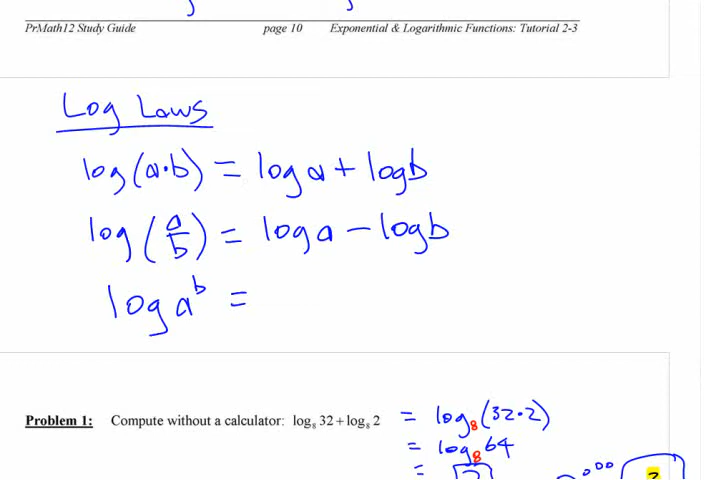 PrMath12 Study Guide page 10 Exponential & Logarithmic Functions: Tutorial 2-3
Log Laws
log(a·b) = log a + log b
log(a/b) = log a − log b
log a^b =
Problem 1: Compute without a calculator: log₈ 32 + log₈ 2 = log₈(32·2)
= log₈ 64
=